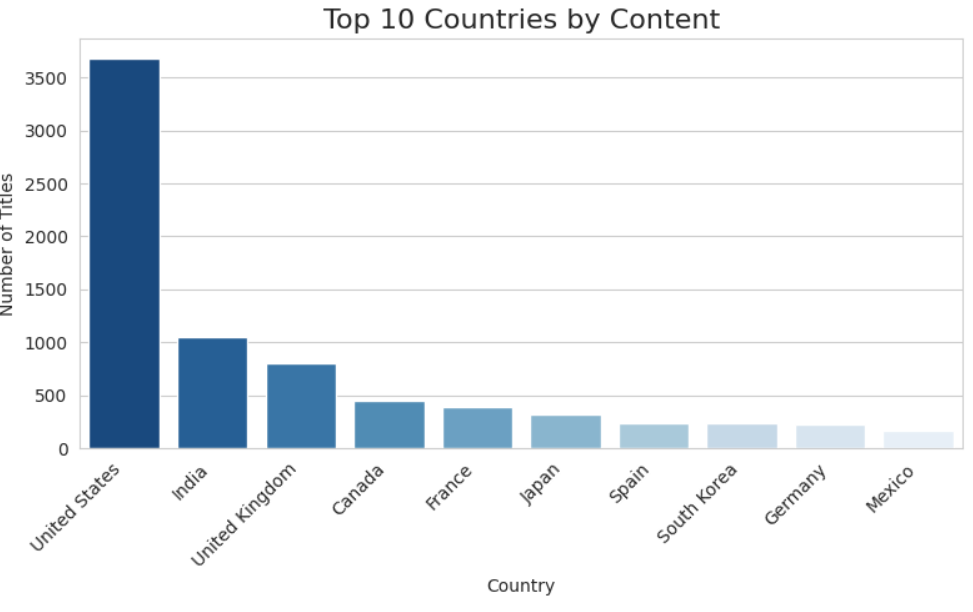 Top 10 Countries by Content
Number of Titles
3500
3000
2500
2000
1500
1000
500
0
United States
India
United Kingdom
Canada
France
Japan
Spain
South Korea
Germany
Mexico
Country